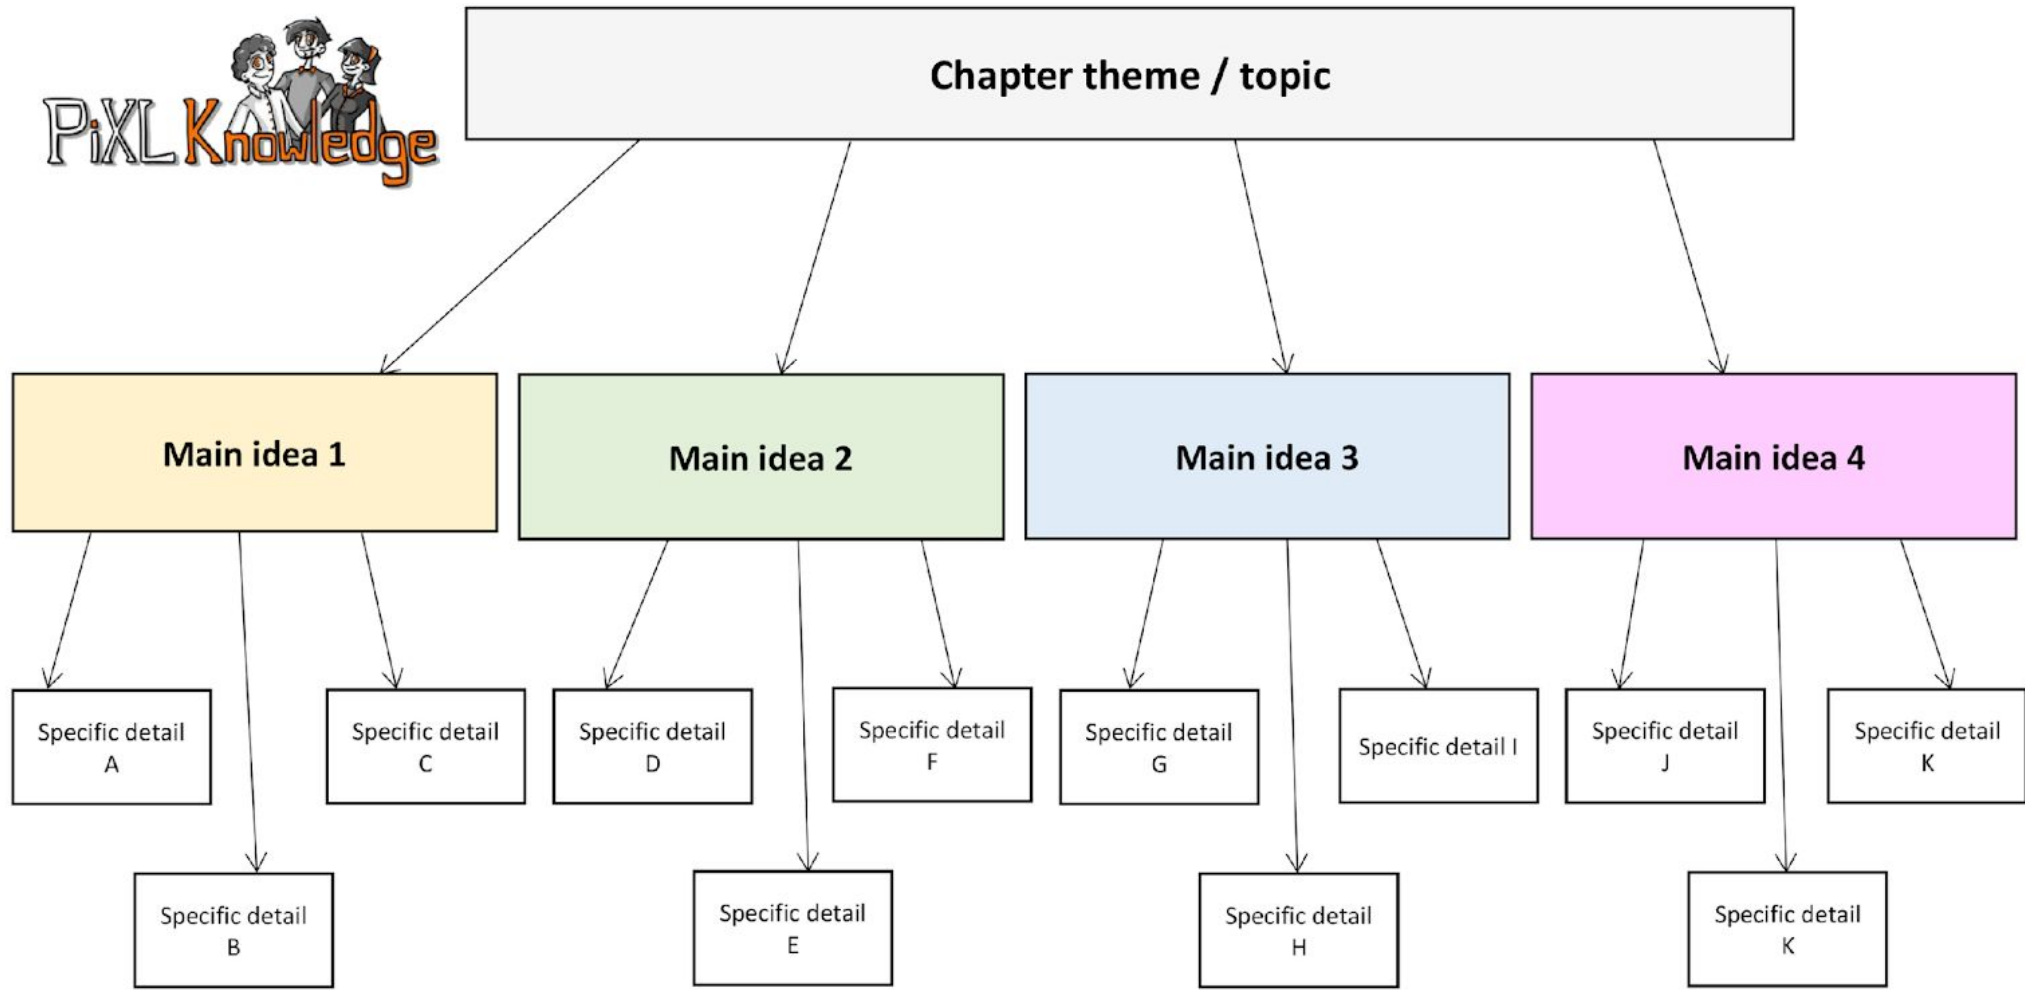 PiXL Knowledge
Chapter theme / topic
Main idea 1
Main idea 2
Main idea 3
Main idea 4
Specific detail
A
Specific detail
B
Specific detail
C
Specific detail
D
Specific detail
E
Specific detail
F
Specific detail
G
Specific detail
H
Specific detail I
Specific detail
J
Specific detail
K
Specific detail
K